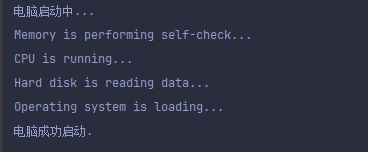 电脑启动中...
Memory is performing self-check...
CPU is running...
Hard disk is reading data...
Operating system is loading...
电脑成功启动.